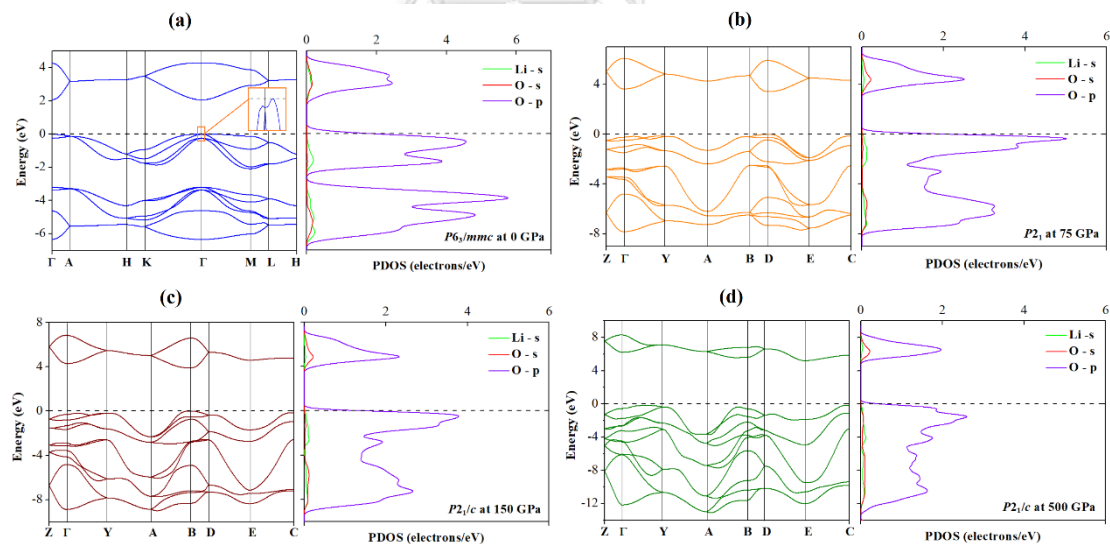 (a)
0 2 4 6
Li - s
O - s
O - p
4
2
0
-2
-4
-6
Energy (eV)
P6₃/mmc at 0 GPa
Γ A H K Γ M L H
PDOS (electrons/eV)
(b)
0 2 4 6
Li - s
O - s
O - p
4
0
-4
-8
Energy (eV)
P2₁ at 75 GPa
Z Γ Y A B D E C
PDOS (electrons/eV)
(c)
0 2 4 6
Li - s
O - s
O - p
8
4
0
-4
-8
Energy (eV)
P2₁/c at 150 GPa
Z Γ Y A B D E C
PDOS (electrons/eV)
(d)
0 2 4 6
Li - s
O - s
O - p
8
4
0
-4
-8
-12
Energy (eV)
P2₁/c at 500 GPa
Z Γ Y A B D E C
PDOS (electrons/eV)